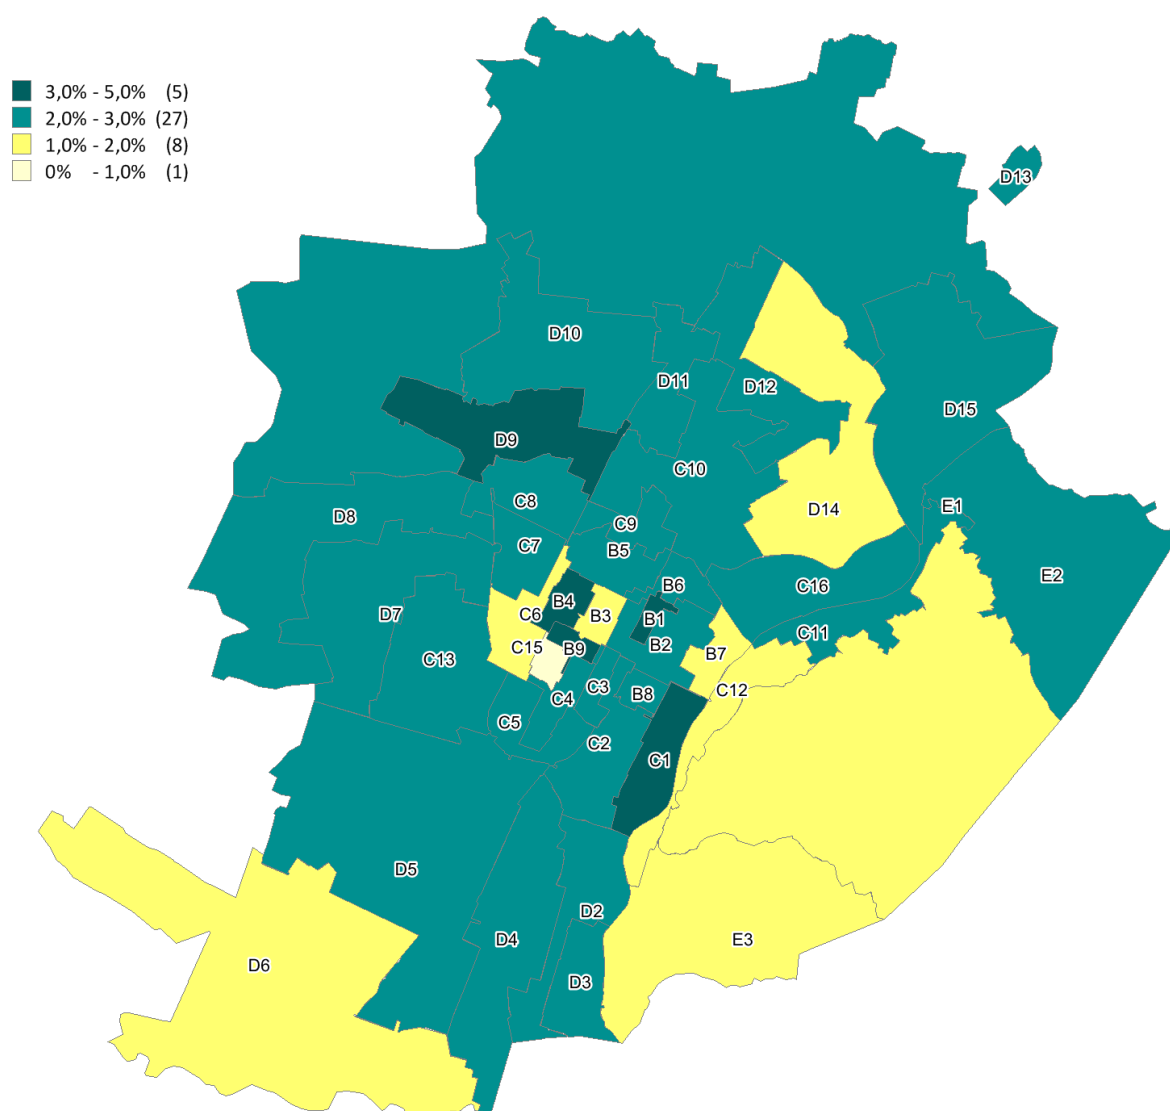 3,0% - 5,0% (5)
2,0% - 3,0% (27)
1,0% - 2,0% (8)
0% - 1,0% (1)
D13
D10
D11
D12
D15
D9
C10
C8
D8
D14
E1
C9
C7
B5
E2
B6
C16
B4
C6
B3
B1
D7
C11
B2
C15
B9
B7
C13
C3
C12
B8
C4
C5
C2
C1
D5
D2
D4
E3
D6
D3